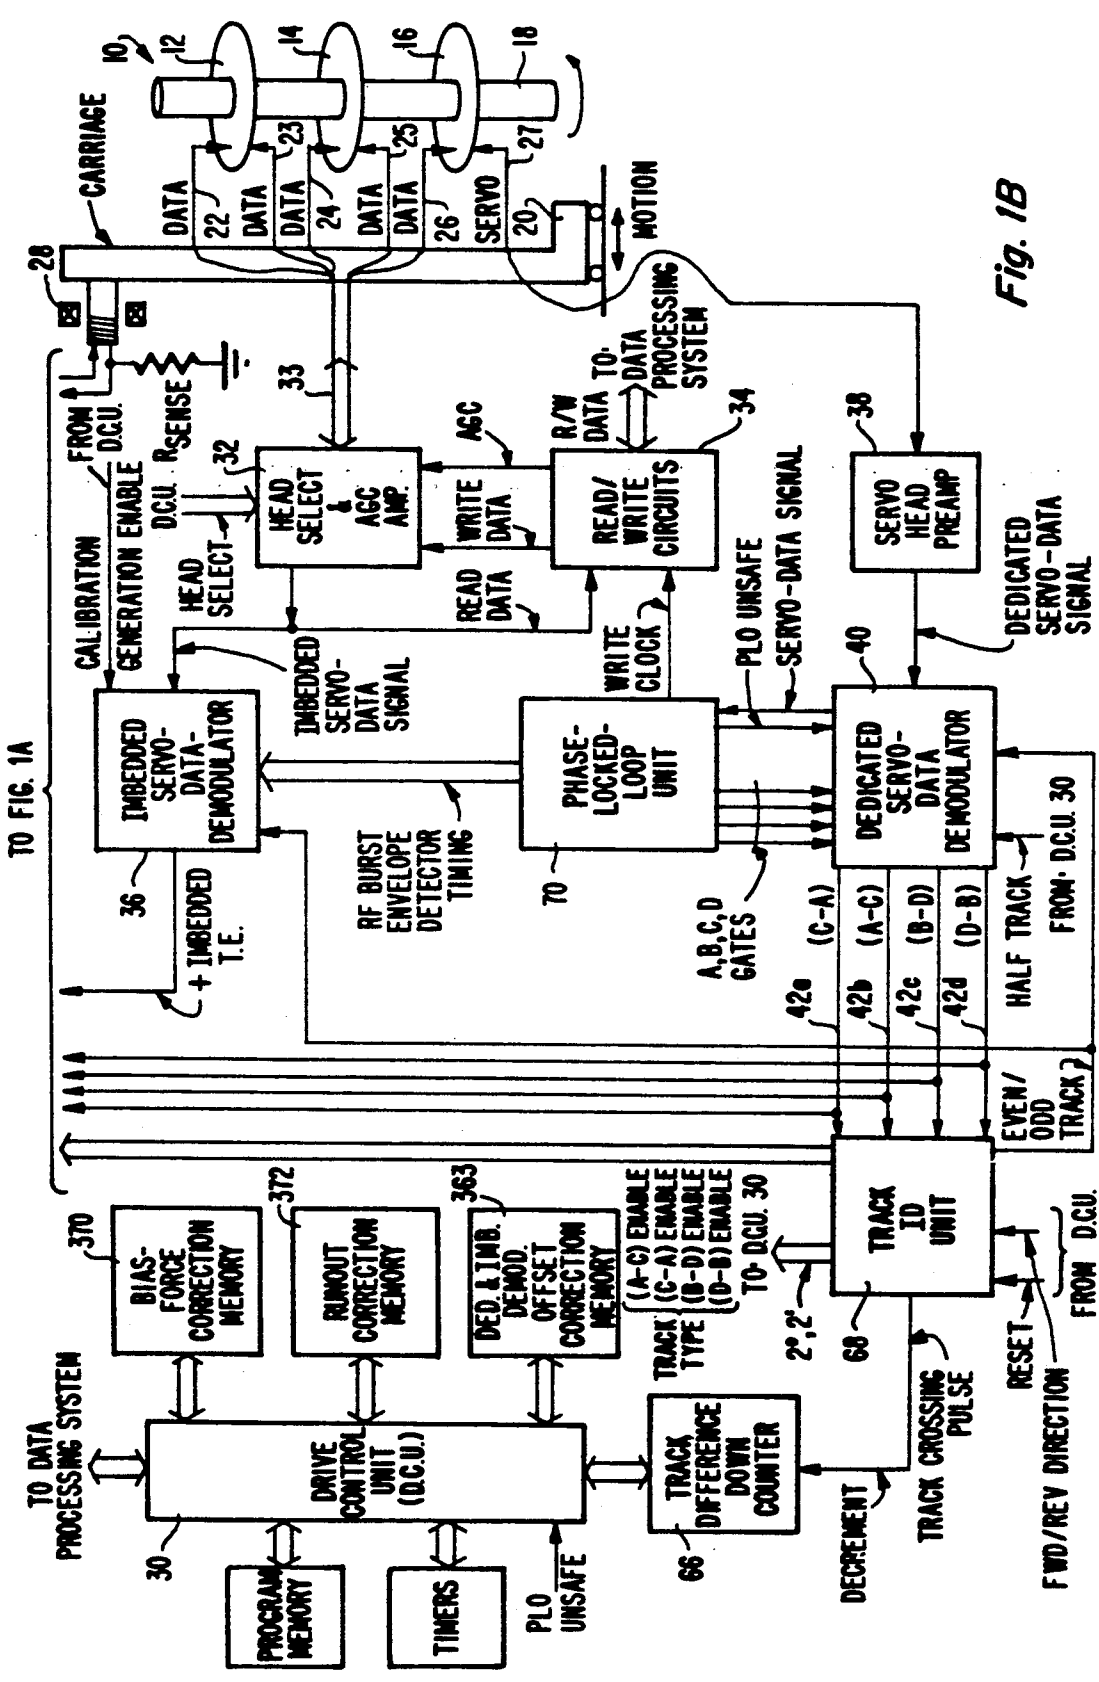 TO FIG. 1A
TO DATA
PROCESSING SYSTEM
30
DRIVE
CONTROL
UNIT
(D.C.U.)
PROGRAM
MEMORY
TIMERS
PLO
UNSAFE
370
BIAS-
FORCE
CORRECTION
MEMORY
372
RUNOUT
CORRECTION
MEMORY
363
DED. & IMB.
DEMOD.
OFFSET
CORRECTION
MEMORY
TRACK
TYPE
(A-C) ENABLE
(C-A) ENABLE
(B-D) ENABLE
(D-B) ENABLE
TO D.C.U. 30
2⁰, 2¹
66
TRACK
DIFFERENCE
DOWN
COUNTER
DECREMENT
68
TRACK
ID
UNIT
TRACK CROSSING
PULSE
RESET
FWD/REV DIRECTION
FROM D.C.U.
EVEN/
ODD
TRACK
+ IMBEDDED
T.E.
36
IMBEDDED
SERVO-
DATA-
DEMODULATOR
CALIBRATION
GENERATION ENABLE
FROM
D.C.U.
RSENSE
D.C.U.
HEAD
SELECT
32
HEAD
SELECT
&
AGC
AMP.
33
IMBEDDED
SERVO-
DATA
SIGNAL
READ
DATA
WRITE
DATA
AGC
RF BURST
ENVELOPE
DETECTOR
TIMING
70
PHASE-
LOCKED-
LOOP
UNIT
WRITE
CLOCK
READ/
WRITE
CIRCUITS
34
R/W
DATA
TO
DATA
PROCESSING
SYSTEM
PLO UNSAFE
SERVO-DATA SIGNAL
A,B,C,D
GATES
40
DEDICATED
SERVO-
DATA
DEMODULATOR
42a
(C-A)
42b
(A-C)
42c
(B-D)
42d
(D-B)
HALF TRACK
FROM D.C.U. 30
38
SERVO
HEAD
PREAMP
DEDICATED
SERVO-DATA
SIGNAL
28
CARRIAGE
10
12
14
16
18
DATA
22
DATA
23
DATA
24
DATA
25
DATA
26
SERVO
27
20
MOTION
Fig. 1B